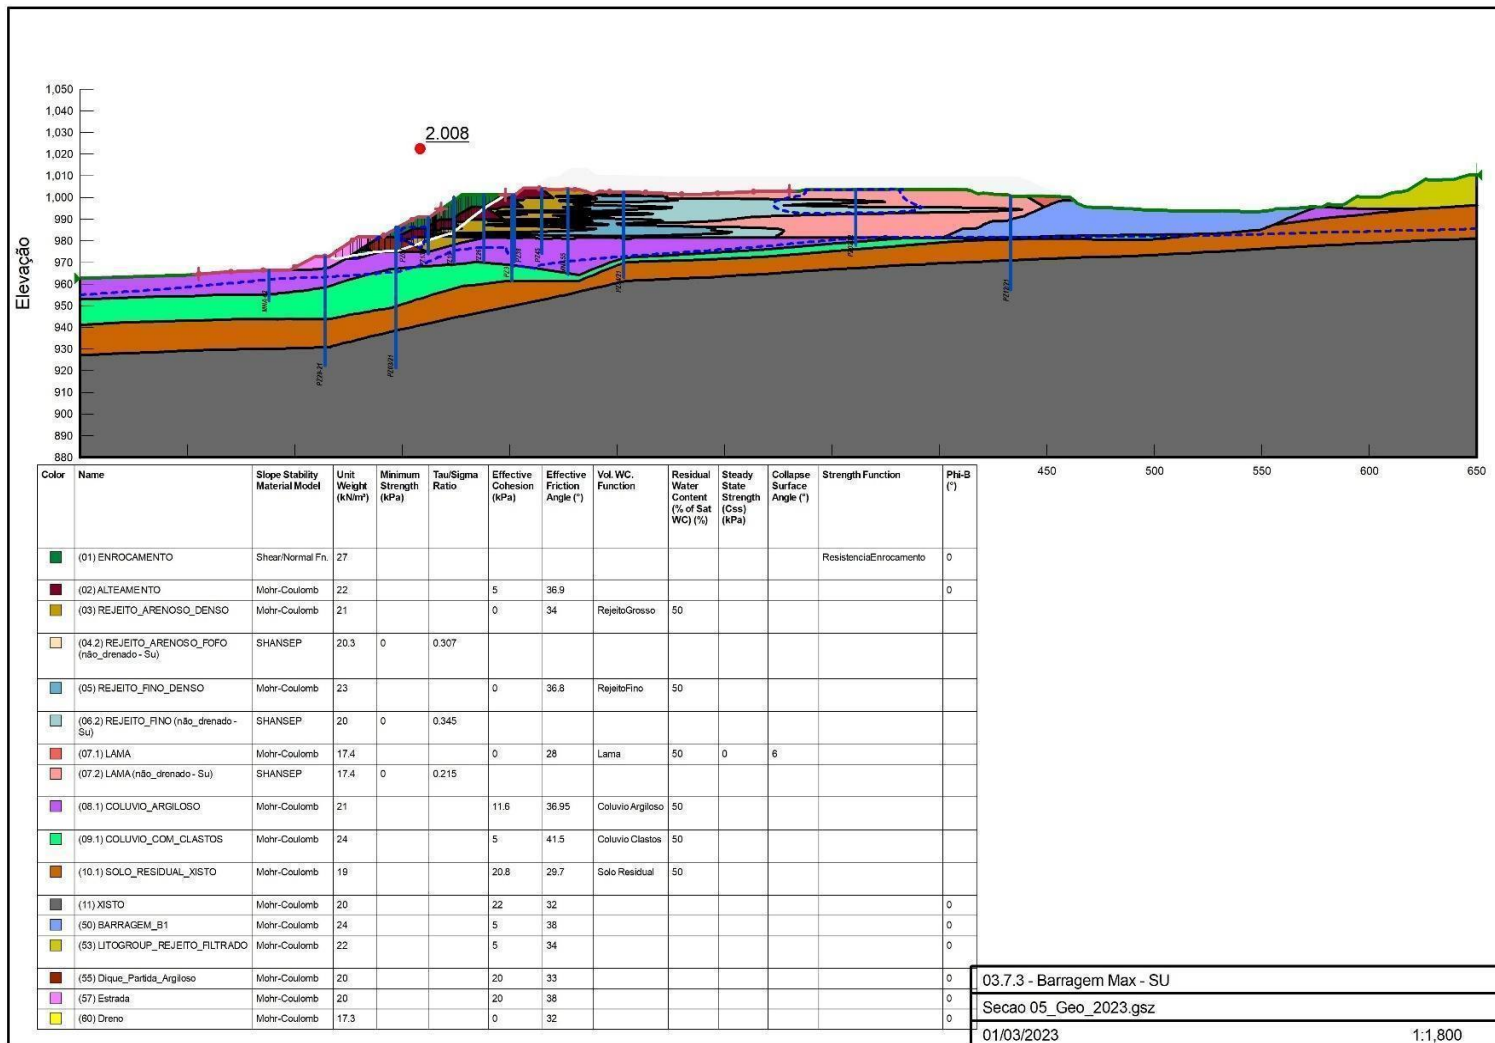 2.008
Elevação
1,050
1,040
1,030
1,020
1,010
1,000
990
980
970
960
950
940
930
920
910
900
890
880
450 500 550 600 650
Color Name Slope Stability Material Model Unit Weight (kN/m³) Minimum Strength (kPa) Tau/Sigma Ratio Effective Cohesion (kPa) Effective Friction Angle (°) Vol. WC. Function Residual Water Content (% of Sat WC) (%) Steady State Strength (Css) (kPa) Collapse Surface Angle (°) Strength Function Phi-B (°)
(01) ENROCAMENTO Shear/Normal Fn. 27 ResistenciaEnrocamento 0
(02) ALTEAMENTO Mohr-Coulomb 22 5 36.9 0
(03) REJEITO_ARENOSO_DENSO Mohr-Coulomb 21 0 34 RejeitoGrosso 50
(04.2) REJEITO_ARENOSO_FOFO (não_drenado - Su) SHANSEP 20.3 0 0.307
(05) REJEITO_FINO_DENSO Mohr-Coulomb 23 0 36.8 RejeitoFino 50
(06.2) REJEITO_FINO (não_drenado - Su) SHANSEP 20 0 0.345
(07.1) LAMA Mohr-Coulomb 17.4 0 28 Lama 50 0 6
(07.2) LAMA (não_drenado - Su) SHANSEP 17.4 0 0.215
(08.1) COLUVIO_ARGILOSO Mohr-Coulomb 21 11.6 36.95 Coluvio Argiloso 50
(09.1) COLUVIO_COM_CLASTOS Mohr-Coulomb 24 5 41.5 Coluvio Clastos 50
(10.1) SOLO_RESIDUAL_XISTO Mohr-Coulomb 19 20.8 29.7 Solo Residual 50
(11) XISTO Mohr-Coulomb 20 22 32 0
(50) BARRAGEM_B1 Mohr-Coulomb 24 5 38 0
(53) LITOGROUP_REJEITO_FILTRADO Mohr-Coulomb 22 5 34 0
(55) Dique_Partida_Argiloso Mohr-Coulomb 20 20 33 0
(57) Estrada Mohr-Coulomb 20 20 38 0
(60) Dreno Mohr-Coulomb 17.3 0 32 0
03.7.3 - Barragem Max - SU
Secao 05_Geo_2023.gsz
01/03/2023 1:1,800